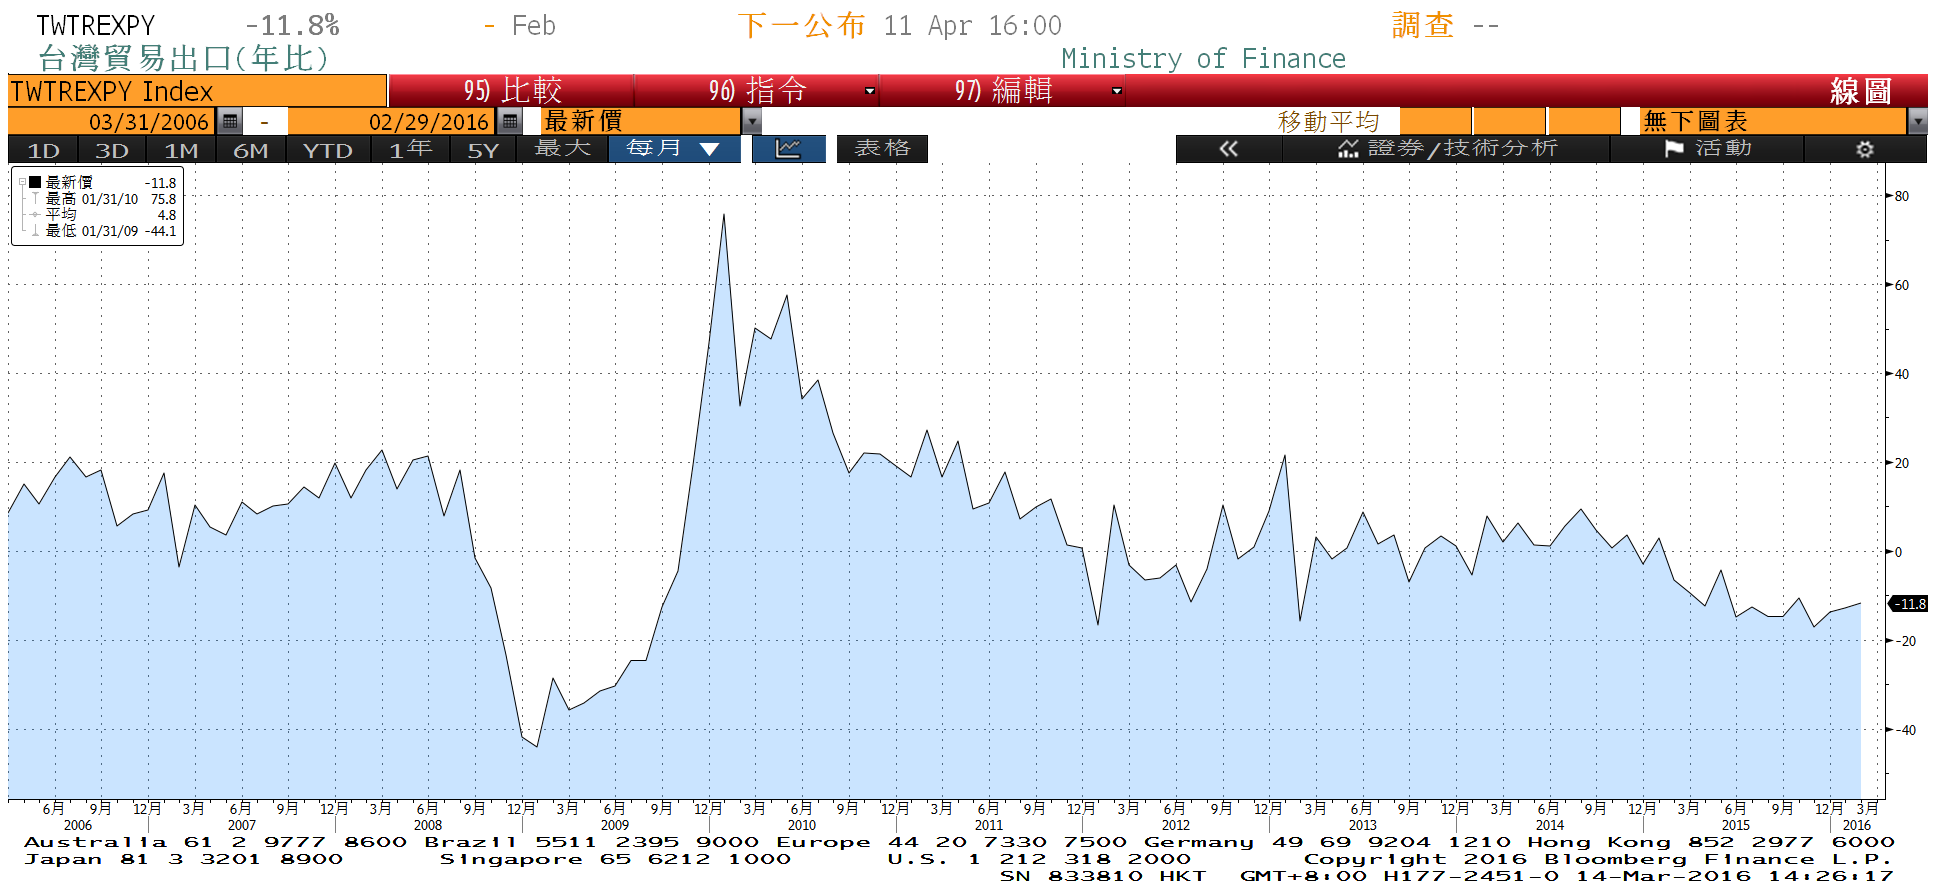 TWTREXPY -11.8% - Feb 下一公布 11 Apr 16:00 調查 --
台灣貿易出口(年比) Ministry of Finance
TWTREXPY Index 95) 比較 96) 指令 97) 編輯 線圖
03/31/2006 - 02/29/2016 最新價 移動平均 無下圖表
1D 3D 1M 6M YTD 1年 5Y 最大 每月 ▼ 表格 « 證券/技術分析 活動
最新價 -11.8
最高 01/31/10 75.8
平均 4.8
最低 01/31/09 -44.1
80
60
40
20
0
-11.8
-20
-40
6月 9月 12月 3月 6月 9月 12月 3月 6月 9月 12月 3月 6月 9月 12月 3月 6月 9月 12月 3月 6月 9月 12月 3月 6月 9月 12月 3月 6月 9月 12月 3月 6月 9月 12月 3月 6月 9月 12月 3月
2006 2007 2008 2009 2010 2011 2012 2013 2014 2015 2016
Australia 61 2 9777 8600 Brazil 5511 2395 9000 Europe 44 20 7330 7500 Germany 49 69 9204 1210 Hong Kong 852 2977 6000
Japan 81 3 3201 8900 Singapore 65 6212 1000 U.S. 1 212 318 2000 Copyright 2016 Bloomberg Finance L.P.
SN 833810 HKT GMT+8:00 H177-2451-0 14-Mar-2016 14:26:17